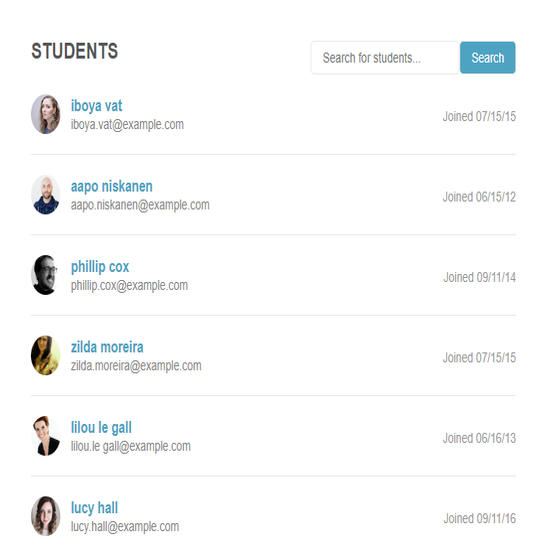 STUDENTS
Search for students...
Search
iboya vat
iboya.vat@example.com
Joined 07/15/15
aapo niskanen
aapo.niskanen@example.com
Joined 06/15/12
phillip cox
phillip.cox@example.com
Joined 09/11/14
zilda moreira
zilda.moreira@example.com
Joined 07/15/15
lilou le gall
lilou.le gall@example.com
Joined 06/16/13
lucy hall
lucy.hall@example.com
Joined 09/11/16